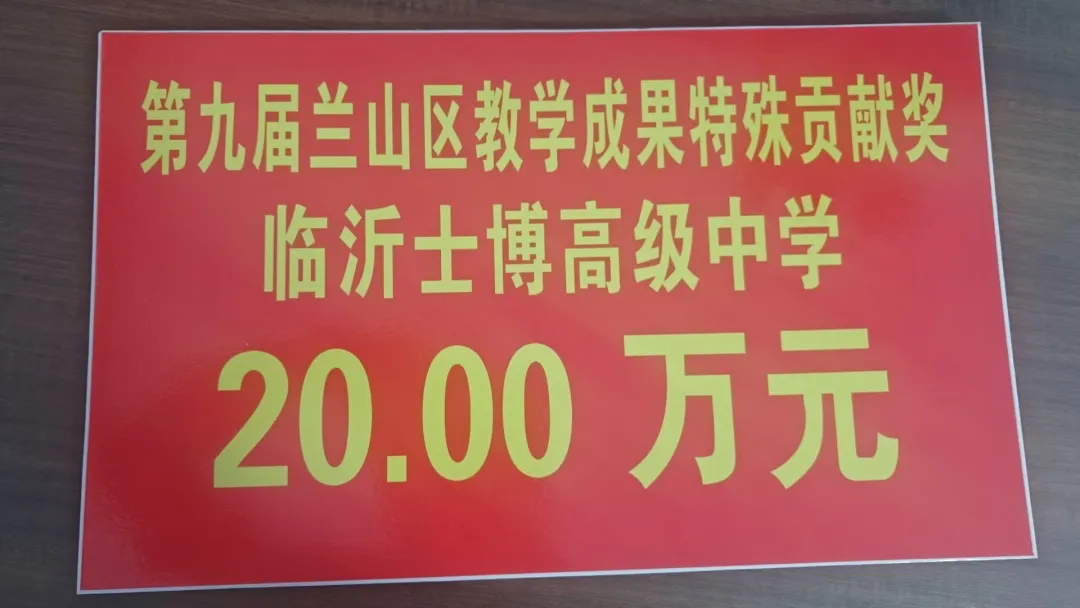 第九届兰山区教学成果特殊贡献奖
临沂士博高级中学
20.00 万元